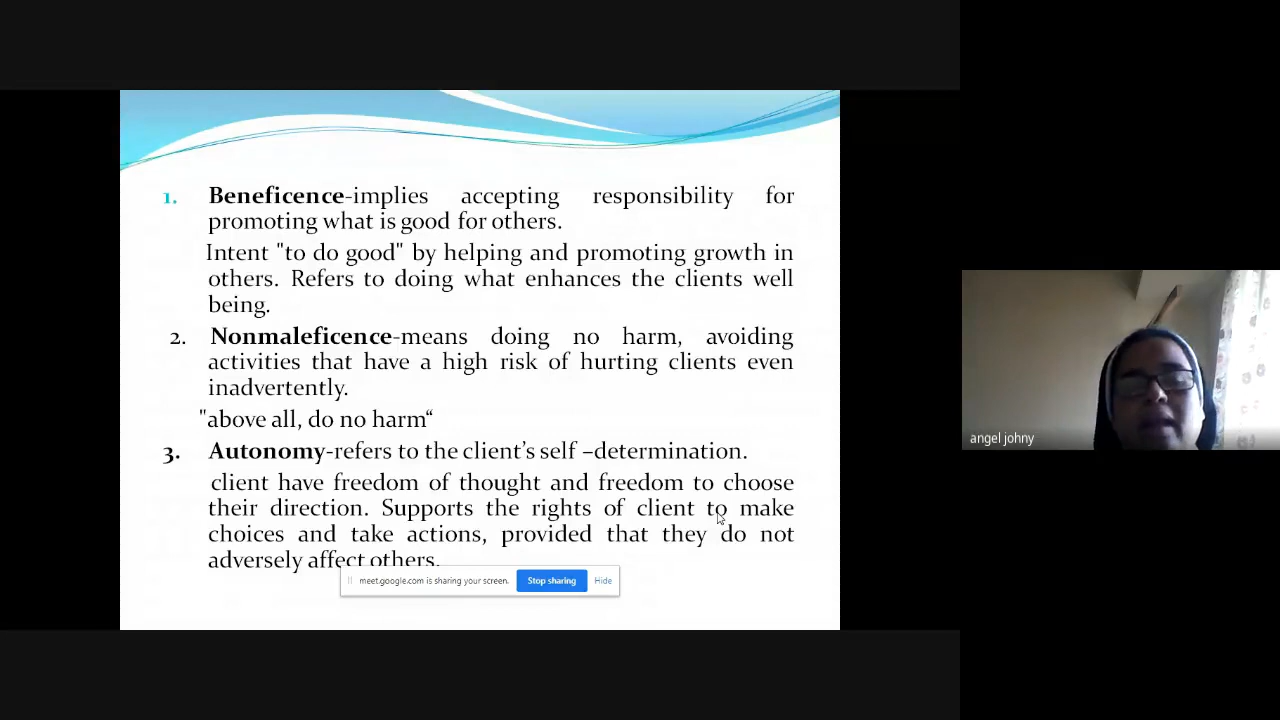 1. Beneficence-implies accepting responsibility for
promoting what is good for others.
Intent "to do good" by helping and promoting growth in
others. Refers to doing what enhances the clients well
being.
2. Nonmaleficence-means doing no harm, avoiding
activities that have a high risk of hurting clients even
inadvertently.
"above all, do no harm“
3. Autonomy-refers to the client’s self –determination.
client have freedom of thought and freedom to choose
their direction. Supports the rights of client to make
choices and take actions, provided that they do not
adversely affect others.
meet.google.com is sharing your screen. Stop sharing Hide
angel johny